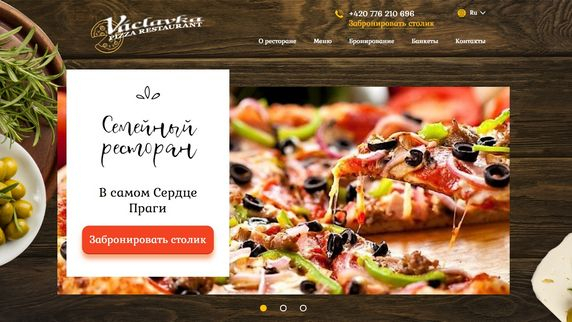 Václavka
PIZZA RESTAURANT
+420 776 210 696
Забронировать столик
Ru
О ресторане Меню Бронирование Банкеты Контакты
Семейный
ресторан
В самом Сердце
Праги
Забронировать столик